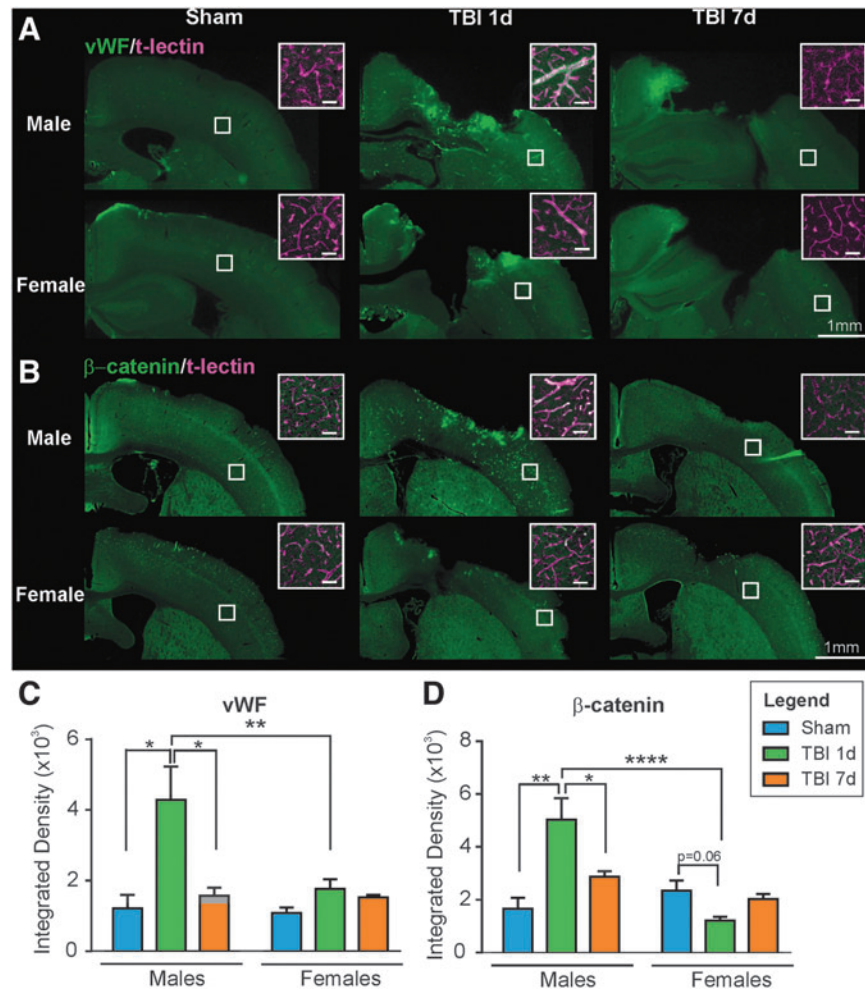 A
Sham
TBI 1d
TBI 7d
vWF/t-lectin
Male
Female
1mm
B
β–catenin/t-lectin
Male
Female
1mm
C
vWF
Integrated Density (x10³)
6
4
2
0
*
*
**
Males
Females
D
β-catenin
Integrated Density (x10³)
8
6
4
2
0
**
*
****
p=0.06
Males
Females
Legend
Sham
TBI 1d
TBI 7d